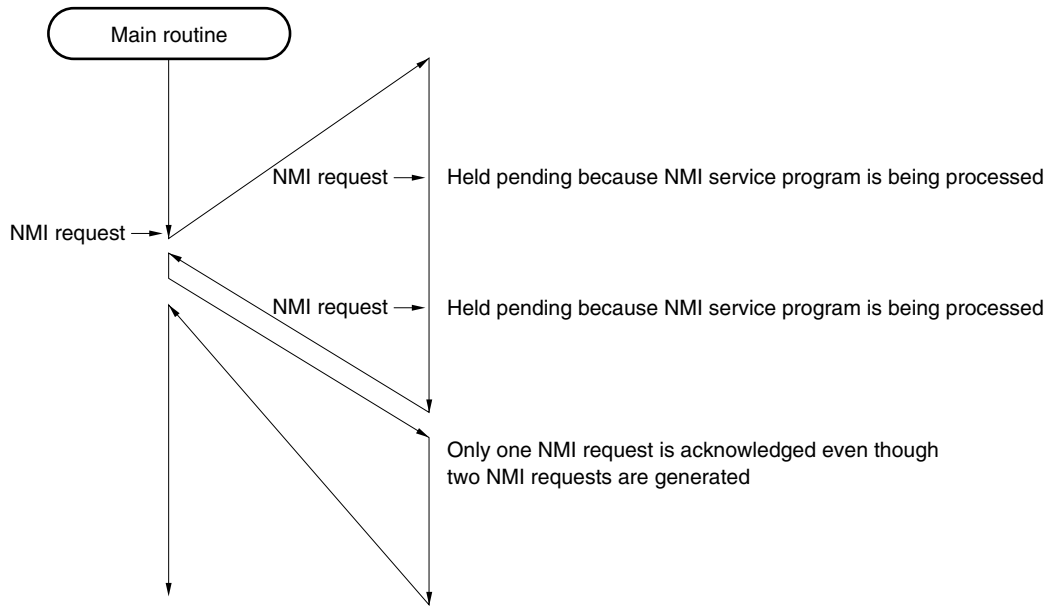 Main routine
NMI request
Held pending because NMI service program is being processed
NMI request
NMI request
Held pending because NMI service program is being processed
Only one NMI request is acknowledged even though
two NMI requests are generated